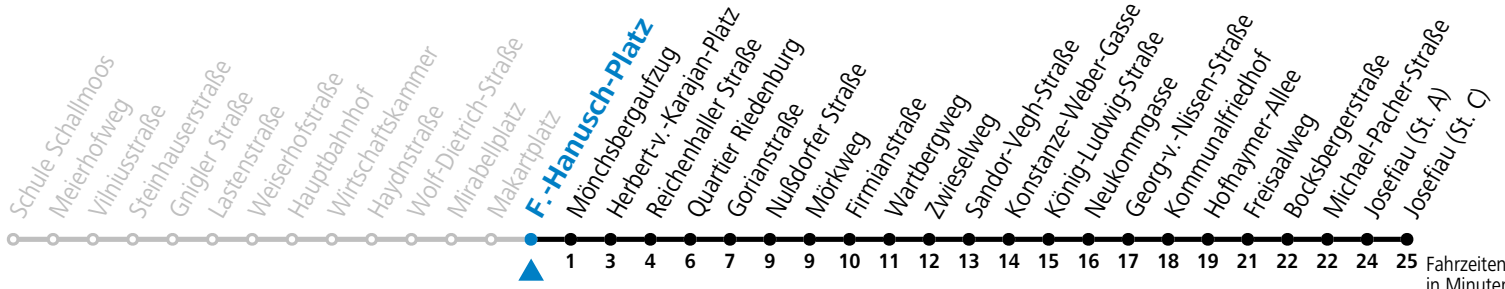 Schule Schallmoos
Meierhofweg
Vilniusstraße
Steinhauserstraße
Gnigler Straße
Lastenstraße
Weiserhofstraße
Hauptbahnhof
Wirtschaftskammer
Haydnstraße
Wolf-Dietrich-Straße
Mirabellplatz
Makartplatz
F.-Hanusch-Platz
Mönchsbergaufzug
Herbert-v.-Karajan-Platz
Reichenhaller Straße
Quartier Riedenburg
Gorianstraße
Nußdorfer Straße
Mörkweg
Firmianstraße
Wartbergweg
Zwieselweg
Sandor-Vegh-Straße
Konstanze-Weber-Gasse
König-Ludwig-Straße
Neukommgasse
Georg-v.-Nissen-Straße
Kommunalfriedhof
Hofhaymer-Allee
Freisaalweg
Bocksbergerstraße
Michael-Pacher-Straße
Josefiau (St. A)
Josefiau (St. C)
1 3 4 6 7 9 9 10 11 12 13 14 15 16 17 18 19 21 22 22 24 25 Fahrzeiten
in Minuten